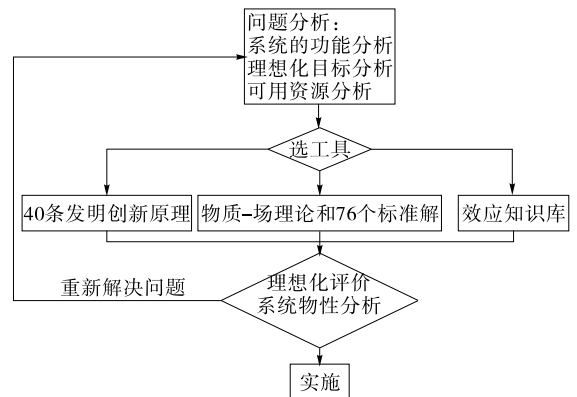 问题分析：
系统的功能分析
理想化目标分析
可用资源分析
选工具
40条发明创新原理
物质-场理论和76个标准解
效应知识库
重新解决问题
理想化评价
系统物性分析
实施